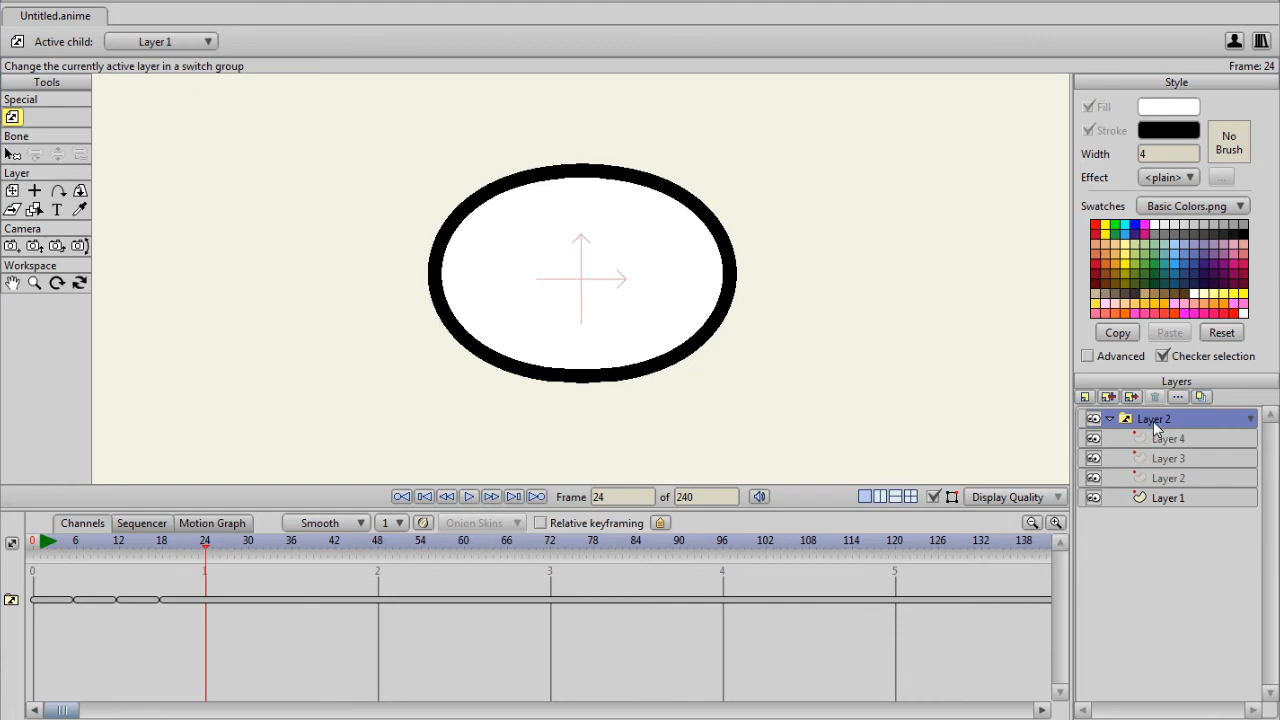 Untitled.anime
Active child: Layer 1
Change the currently active layer in a switch group Frame: 24
Tools
Special
Bone
Layer
T
Camera
Workspace
Style
Fill
Stroke
No Brush
Width 4
Effect <plain> ...
Swatches Basic Colors.png
Copy Paste Reset
Advanced Checker selection
Layers
Layer 2
Layer 4
Layer 3
Layer 2
Layer 1
Frame 24 of 240 Display Quality
Channels Sequencer Motion Graph Smooth 1 Onion Skins Relative keyframing
0 6 12 18 24 30 36 42 48 54 60 66 72 78 84 90 96 102 108 114 120 126 132 138
0 1 2 3 4 5